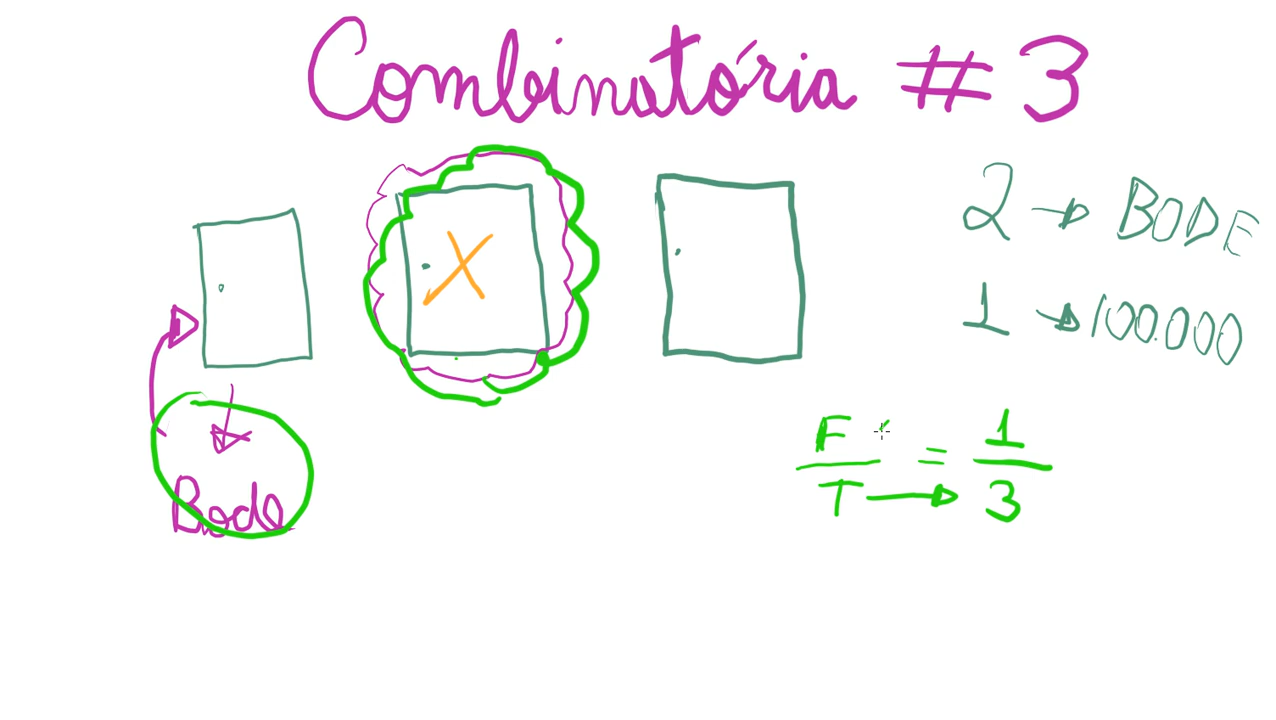 Combinatória #3
2 → BODE
1 → 100.000
X
F/T = 1/3
Bode